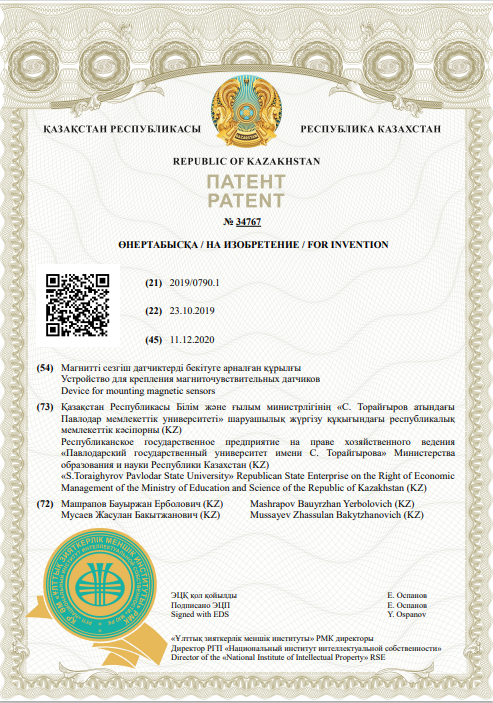 ҚАЗАҚСТАН РЕСПУБЛИКАСЫ
РЕСПУБЛИКА КАЗАХСТАН
REPUBLIC OF KAZAKHSTAN
ПАТЕНТ
PATENT
№ 34767
ӨНЕРТАБЫСҚА / НА ИЗОБРЕТЕНИЕ / FOR INVENTION
(21) 2019/0790.1
(22) 23.10.2019
(45) 11.12.2020
(54) Магнитті сезгіш датчиктерді бекітуге арналған құрылғы
Устройство для крепления магниточувствительных датчиков
Device for mounting magnetic sensors
(73) Қазақстан Республикасы Білім және ғылым министрлігінің «С. Торайғыров атындағы
Павлодар мемлекеттік университеті» шаруашылық жүргізу құқығындағы республикалық
мемлекеттік кәсіпорны (KZ)
Республиканское государственное предприятие на праве хозяйственного ведения
«Павлодарский государственный университет имени С. Торайгырова» Министерства
образования и науки Республики Казахстан (KZ)
«S.Toraighyrov Pavlodar State University» Republican State Enterprise on the Right of Economic
Management of the Ministry of Education and Science of the Republic of Kazakhstan (KZ)
(72) Машрапов Бауыржан Ерболович (KZ) Mashrapov Bauyrzhan Yerbolovich (KZ)
Мусаев Жасулан Бакытжанович (KZ) Mussayev Zhassulan Bakytzhanovich (KZ)
ЭЦҚ қол қойылды Е. Оспанов
Подписано ЭЦП Е. Оспанов
Signed with EDS Y. Ospanov
«Ұлттық зияткерлік меншік институты» РМК директоры
Директор РГП «Национальный институт интеллектуальной собственности»
Director of the «National Institute of Intellectual Property» RSE